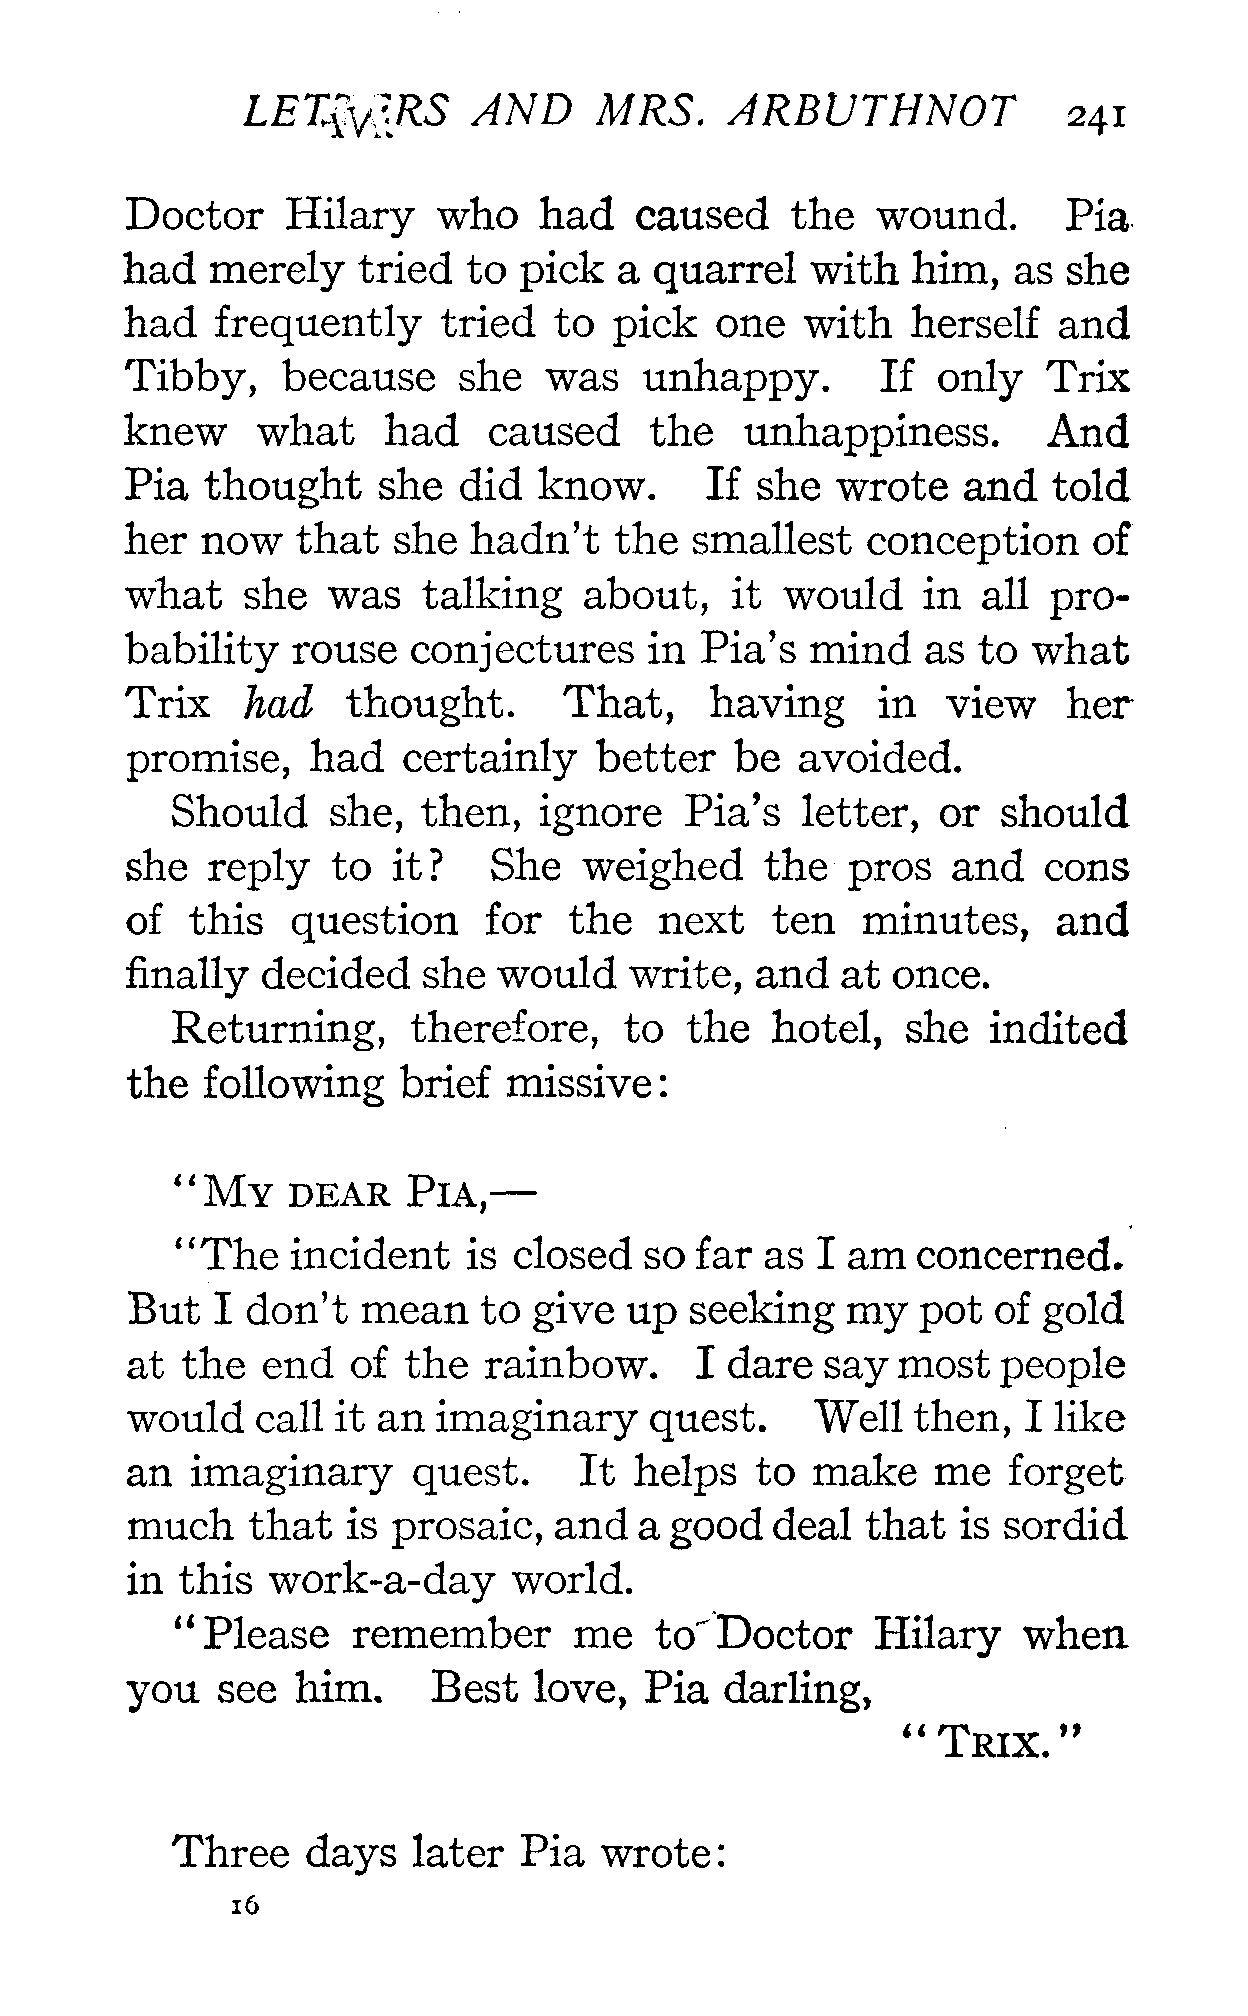 LETTERS AND MRS. ARBUTHNOT 241
Doctor Hilary who had caused the wound. Pia
had merely tried to pick a quarrel with him, as she
had frequently tried to pick one with herself and
Tibby, because she was unhappy. If only Trix
knew what had caused the unhappiness. And
Pia thought she did know. If she wrote and told
her now that she hadn't the smallest conception of
what she was talking about, it would in all pro-
bability rouse conjectures in Pia's mind as to what
Trix had thought. That, having in view her
promise, had certainly better be avoided.
Should she, then, ignore Pia's letter, or should
she reply to it? She weighed the pros and cons
of this question for the next ten minutes, and
finally decided she would write, and at once.
Returning, therefore, to the hotel, she indited
the following brief missive:
"MY DEAR PIA,—
"The incident is closed so far as I am concerned.
But I don't mean to give up seeking my pot of gold
at the end of the rainbow. I dare say most people
would call it an imaginary quest. Well then, I like
an imaginary quest. It helps to make me forget
much that is prosaic, and a good deal that is sordid
in this work-a-day world.
"Please remember me to Doctor Hilary when
you see him. Best love, Pia darling,
"TRIX."
Three days later Pia wrote:
16